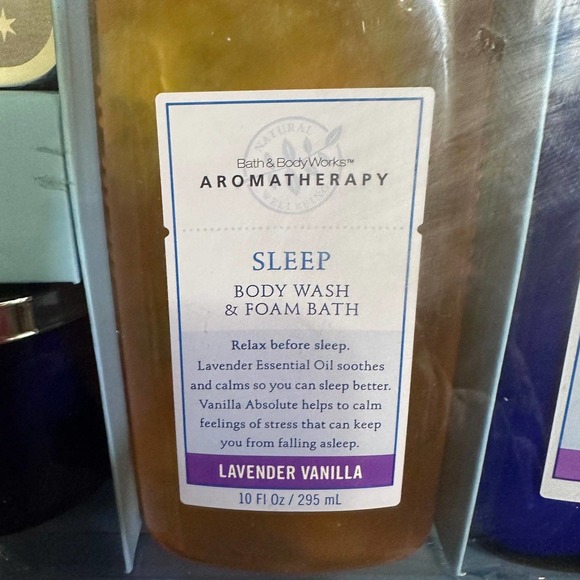 NATURAL
Bath & Body Works™
AROMATHERAPY
WELLBEING
SLEEP
BODY WASH
& FOAM BATH
Relax before sleep.
Lavender Essential Oil soothes
and calms so you can sleep better.
Vanilla Absolute helps to calm
feelings of stress that can keep
you from falling asleep.
LAVENDER VANILLA
10 Fl Oz / 295 mL